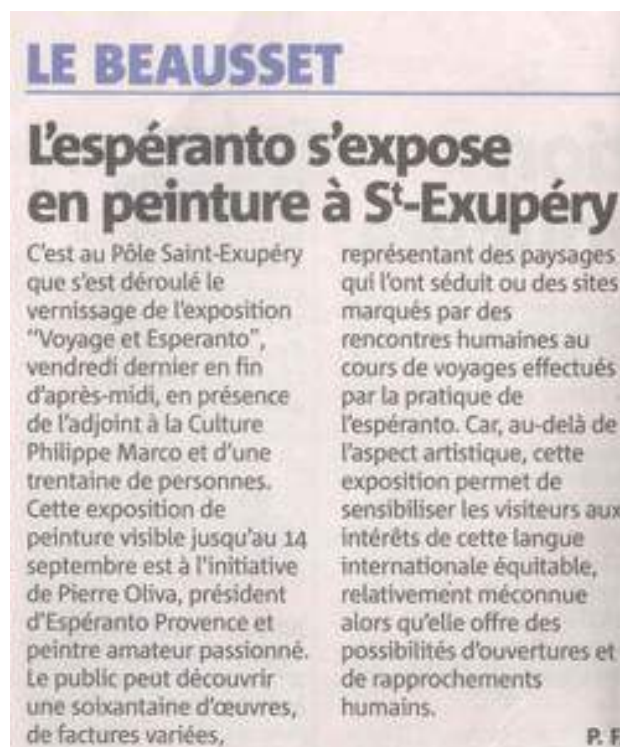 LE BEAUSSET
L'espéranto s'expose
en peinture à St-Exupéry
C'est au Pôle Saint-Exupéry
que s'est déroulé le
vernissage de l'exposition
"Voyage et Esperanto",
vendredi dernier en fin
d'après-midi, en présence
de l'adjoint à la Culture
Philippe Marco et d'une
trentaine de personnes.
Cette exposition de
peinture visible jusqu'au 14
septembre est à l'initiative
de Pierre Oliva, président
d'Espéranto Provence et
peintre amateur passionné.
Le public peut découvrir
une soixantaine d'œuvres,
de factures variées,
représentant des paysages
qui l'ont séduit ou des sites
marqués par des
rencontres humaines au
cours de voyages effectués
par la pratique de
l'espéranto. Car, au-delà de
l'aspect artistique, cette
exposition permet de
sensibiliser les visiteurs aux
intérêts de cette langue
internationale équitable,
relativement méconnue
alors qu'elle offre des
possibilités d'ouvertures et
de rapprochements
humains.
P.